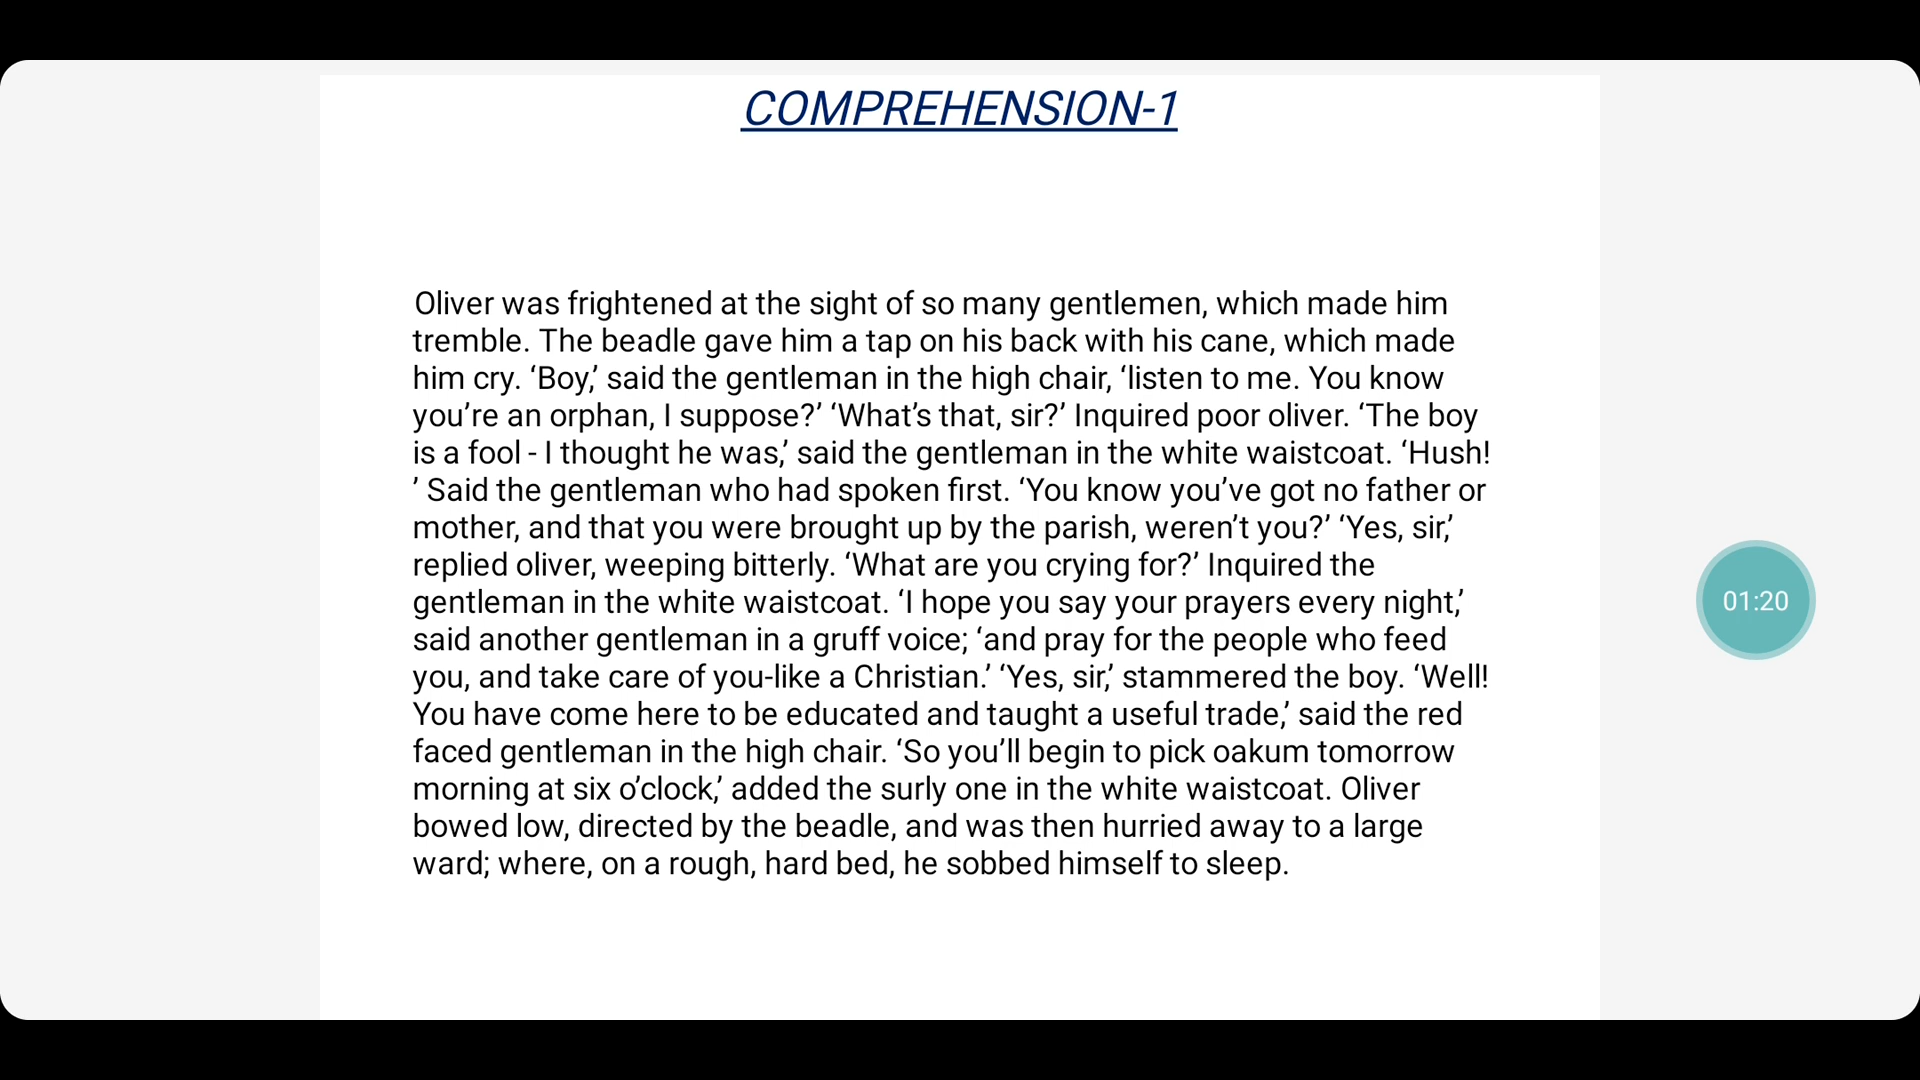 COMPREHENSION-1
Oliver was frightened at the sight of so many gentlemen, which made him
tremble. The beadle gave him a tap on his back with his cane, which made
him cry. ‘Boy,’ said the gentleman in the high chair, ‘listen to me. You know
you’re an orphan, I suppose?’ ‘What’s that, sir?’ Inquired poor oliver. ‘The boy
is a fool - I thought he was,’ said the gentleman in the white waistcoat. ‘Hush!
’ Said the gentleman who had spoken first. ‘You know you’ve got no father or
mother, and that you were brought up by the parish, weren’t you?’ ‘Yes, sir,’
replied oliver, weeping bitterly. ‘What are you crying for?’ Inquired the
gentleman in the white waistcoat. ‘I hope you say your prayers every night,’
said another gentleman in a gruff voice; ‘and pray for the people who feed
you, and take care of you-like a Christian.’ ‘Yes, sir,’ stammered the boy. ‘Well!
You have come here to be educated and taught a useful trade,’ said the red
faced gentleman in the high chair. ‘So you’ll begin to pick oakum tomorrow
morning at six o’clock,’ added the surly one in the white waistcoat. Oliver
bowed low, directed by the beadle, and was then hurried away to a large
ward; where, on a rough, hard bed, he sobbed himself to sleep.
01:20